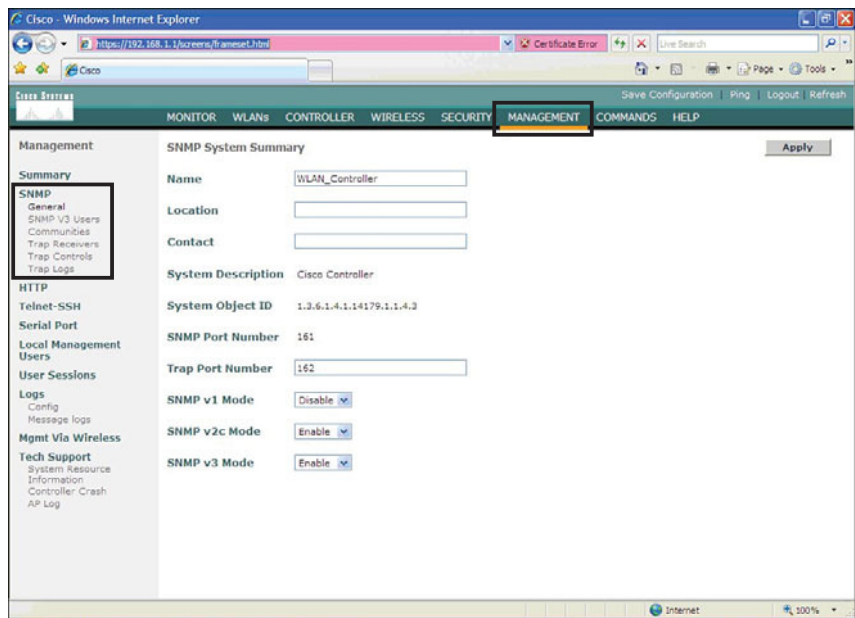 Cisco - Windows Internet Explorer
https://192.168.1.1/screens/frameset.html
Certificate Error
Live Search
Cisco
Page
Tools
Cisco Systems
Save Configuration | Ping | Logout | Refresh
MONITOR WLANs CONTROLLER WIRELESS SECURITY MANAGEMENT COMMANDS HELP
Management
Summary
SNMP
General
SNMP V3 Users
Communities
Trap Receivers
Trap Controls
Trap Logs
HTTP
Telnet-SSH
Serial Port
Local Management
Users
User Sessions
Logs
Config
Message logs
Mgmt Via Wireless
Tech Support
System Resource
Information
Controller Crash
AP Log
SNMP System Summary
Apply
Name WLAN_Controller
Location
Contact
System Description Cisco Controller
System Object ID 1.3.6.1.4.1.14179.1.1.4.3
SNMP Port Number 161
Trap Port Number 162
SNMP v1 Mode Disable
SNMP v2c Mode Enable
SNMP v3 Mode Enable
Internet
100%